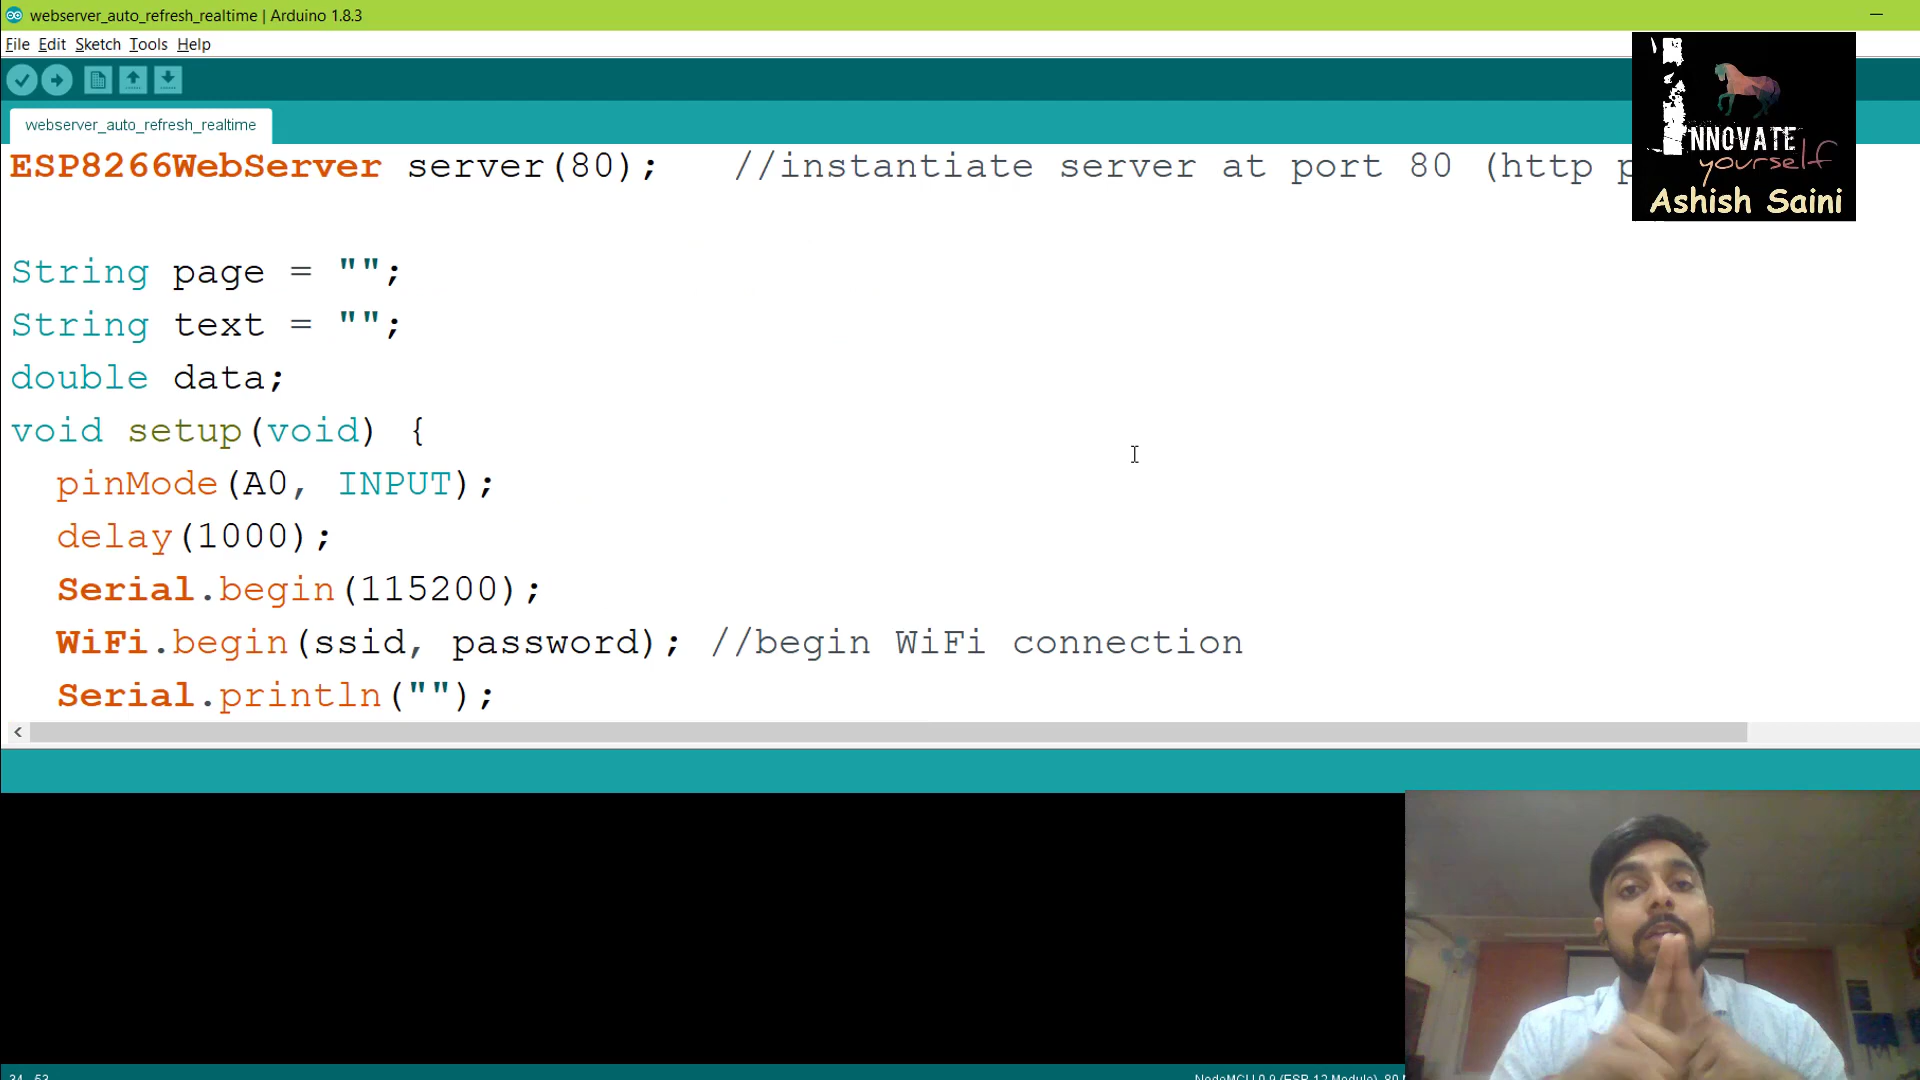 webserver_auto_refresh_realtime | Arduino 1.8.3
File Edit Sketch Tools Help
INNOVATE
yourself
Ashish Saini
webserver_auto_refresh_realtime
ESP8266WebServer server(80); //instantiate server at port 80 (http p
String page = "";
String text = "";
double data;
void setup(void) {
pinMode(A0, INPUT);
delay(1000);
Serial.begin(115200);
WiFi.begin(ssid, password); //begin WiFi connection
Serial.println("");